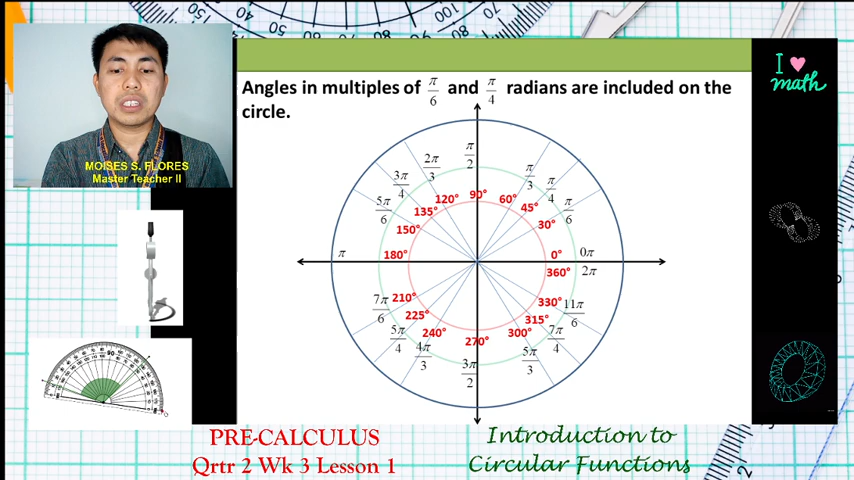 I ♥
math
Angles in multiples of π/6 and π/4 radians are included on the
circle.
MOISES S. FLORES
Master Teacher II
π/2
2π/3
π/3
3π/4
π/4
5π/6
π/6
90°
120°
60°
135°
45°
150°
30°
π
180°
0°
0π
360°
2π
7π/6
210°
330°
11π/6
225°
315°
5π/4
7π/4
240°
300°
4π/3
270°
5π/3
3π/2
PRE-CALCULUS
Qrtr 2 Wk 3 Lesson 1
Introduction to
Circular Functions